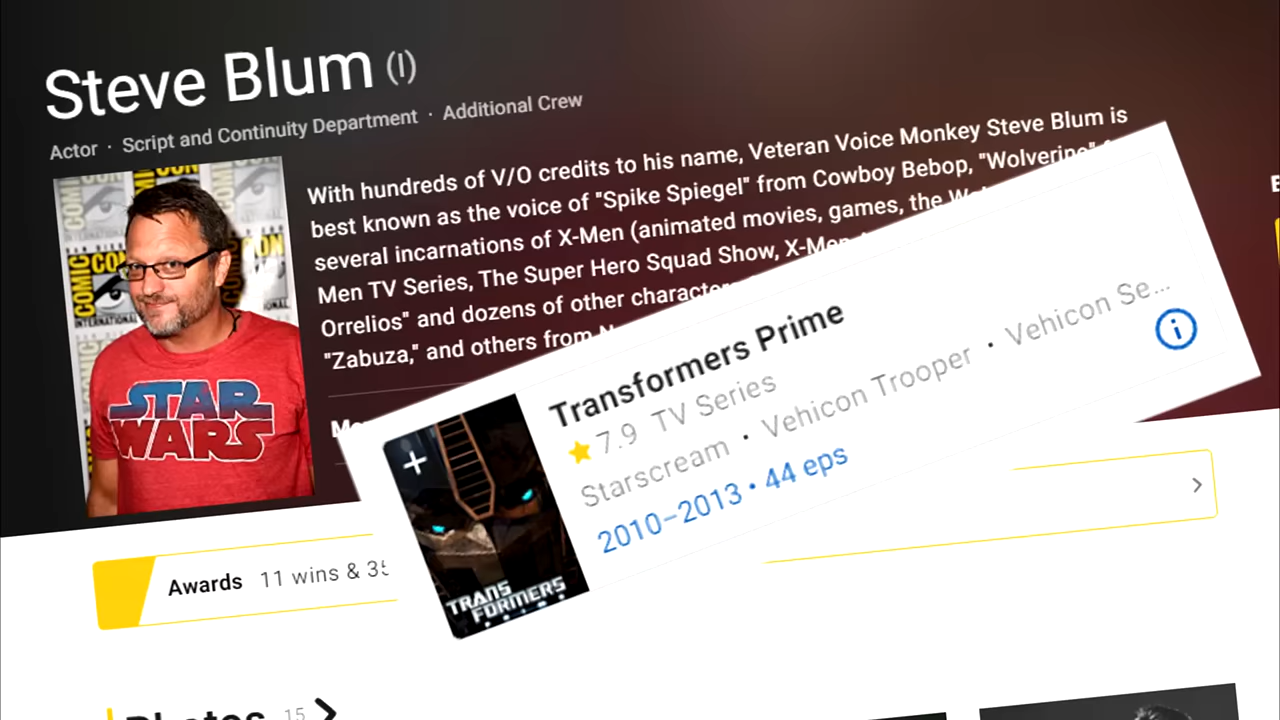 Steve Blum (I)
Actor · Script and Continuity Department · Additional Crew
With hundreds of V/O credits to his name, Veteran Voice Monkey Steve Blum is
best known as the voice of "Spike Spiegel" from Cowboy Bebop, "Wolverine"
several incarnations of X-Men (animated movies, games, the
Men TV Series, The Super Hero Squad Show, X-Men
Orrelios" and dozens of other
"Zabuza," and others from
COMIC CON
INTERNATIONAL
STAR
WARS
Transformers Prime
7.9 TV Series
Starscream · Vehicon Trooper · Vehicon Se...
2010–2013 • 44 eps
TRANS
FORMERS
Awards 11 wins & 35
Photos 15